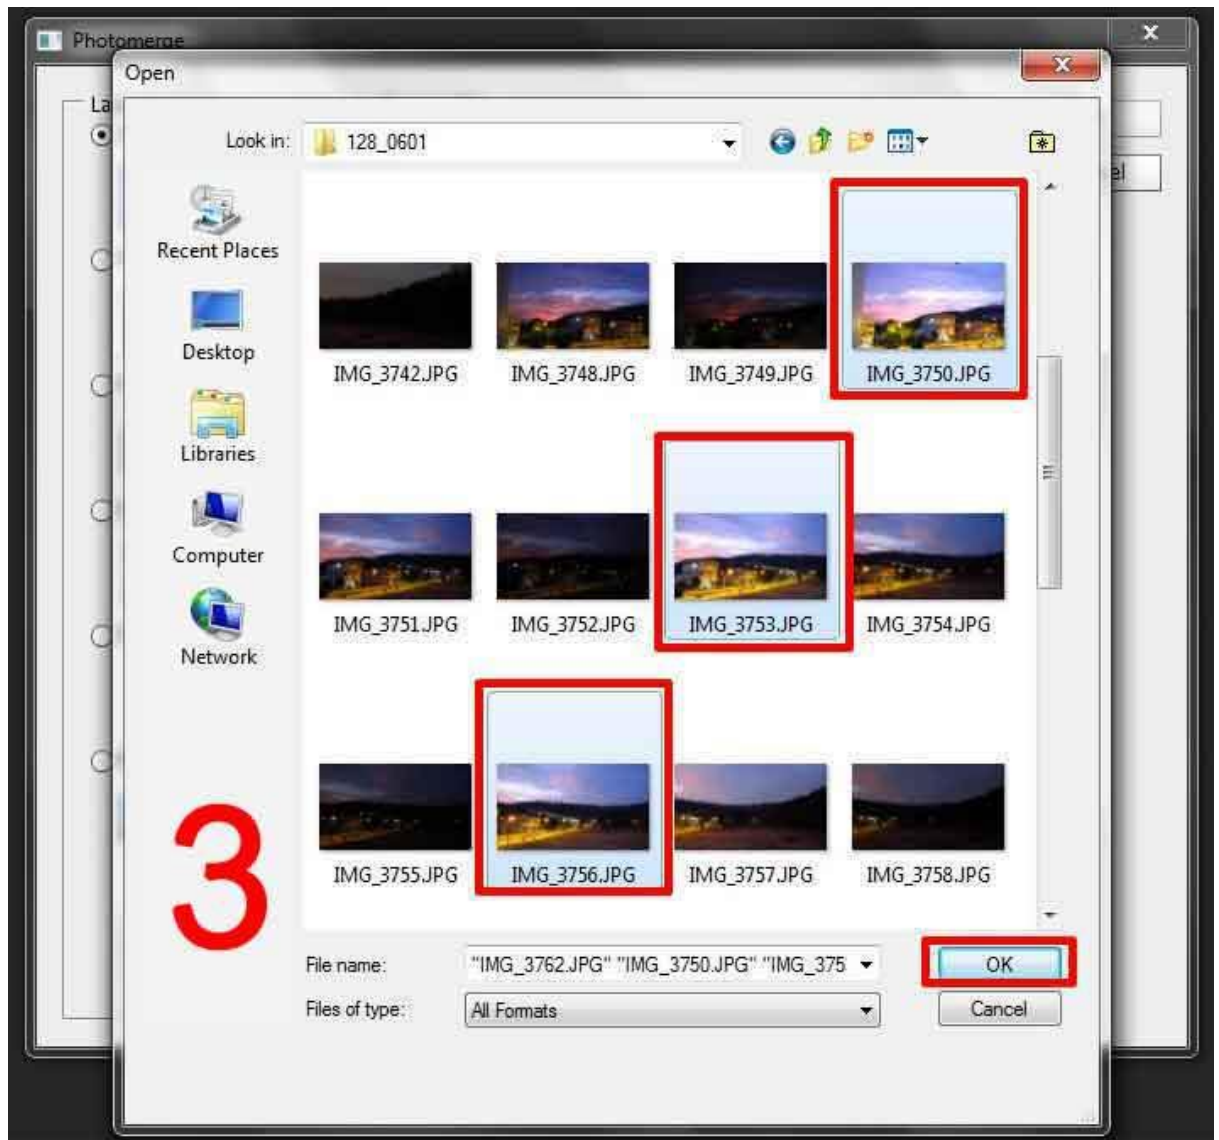 Photomerge
x
Open
x
La
Look in:
128_0601
el
Recent Places
Desktop
Libraries
Computer
Network
IMG_3742.JPG
IMG_3748.JPG
IMG_3749.JPG
IMG_3750.JPG
IMG_3751.JPG
IMG_3752.JPG
IMG_3753.JPG
IMG_3754.JPG
IMG_3755.JPG
IMG_3756.JPG
IMG_3757.JPG
IMG_3758.JPG
3
File name:
"IMG_3762.JPG" "IMG_3750.JPG" "IMG_375
OK
Files of type:
All Formats
Cancel